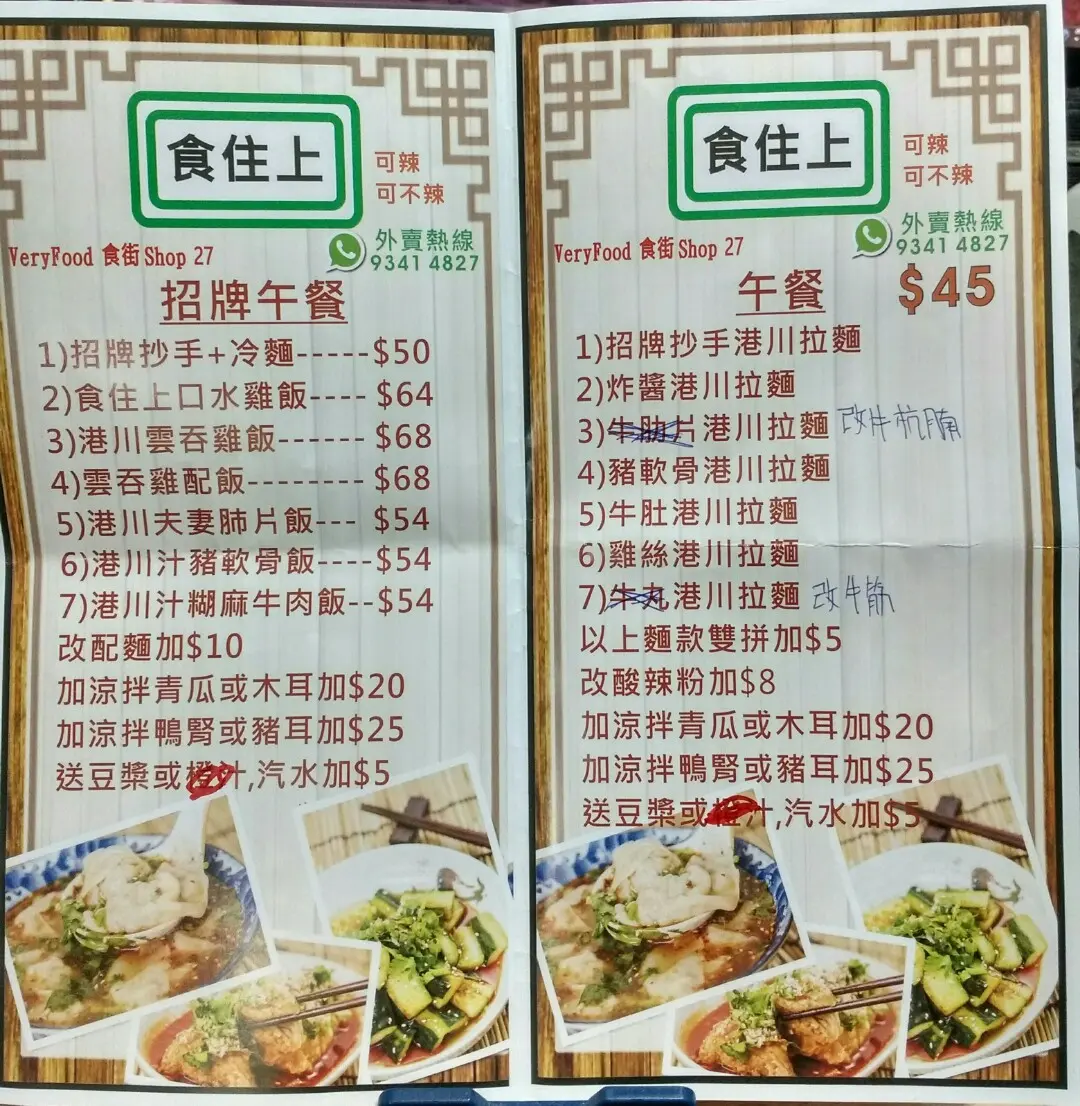 食住上
可辣
可不辣
外賣熱線
9341 4827
VeryFood 食街 Shop 27
招牌午餐
1)招牌抄手+冷麵-----$50
2)食住上口水雞飯----$64
3)港川雲吞雞飯------$68
4)雲吞雞配飯--------$68
5)港川夫妻肺片飯---$54
6)港川汁豬軟骨飯---$54
7)港川汁糊麻牛肉飯--$54
改配麵加$10
加涼拌青瓜或木耳加$20
加涼拌鴨腎或豬耳加$25
送豆漿或橙汁,汽水加$5
食住上
可辣
可不辣
外賣熱線
9341 4827
VeryFood 食街 Shop 27
午餐 $45
1)招牌抄手港川拉麵
2)炸醬港川拉麵
3)牛肋片港川拉麵 改牛坑腩
4)豬軟骨港川拉麵
5)牛肚港川拉麵
6)雞絲港川拉麵
7)牛丸港川拉麵 改牛筋
以上麵款雙拼加$5
改酸辣粉加$8
加涼拌青瓜或木耳加$20
加涼拌鴨腎或豬耳加$25
送豆漿或橙汁,汽水加$5